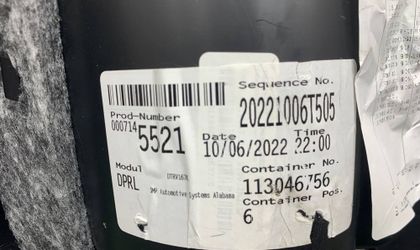 Sequence No.
20221006T505
Prod-Number
000714 5521
Date Time
10/06/2022 22:00
Modul
DPRL
SMP Automotive Systems Alabama
Container No.
113046756
Container Pos.
6